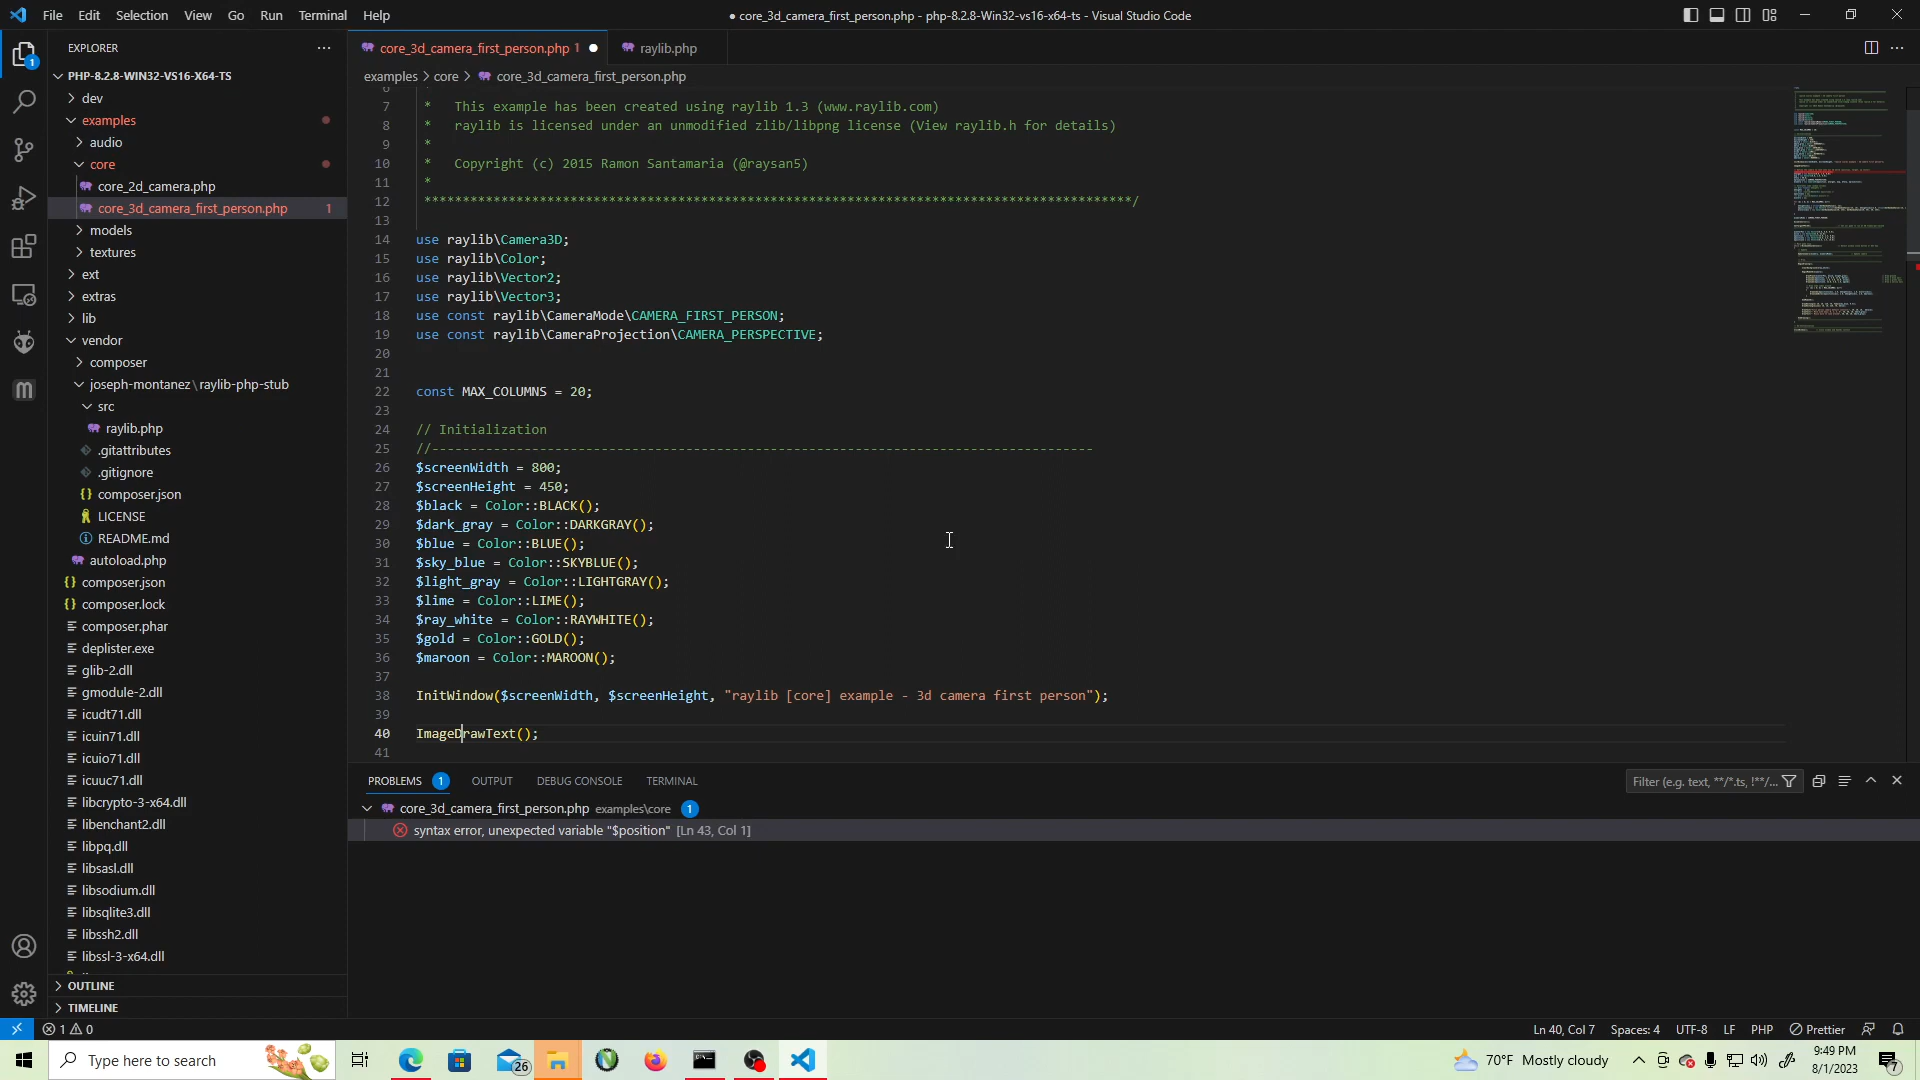 File Edit Selection View Go Run Terminal Help
● core_3d_camera_first_person.php - php-8.2.8-Win32-vs16-x64-ts - Visual Studio Code
EXPLORER
PHP-8.2.8-WIN32-VS16-X64-TS
dev
examples
audio
core
core_2d_camera.php
core_3d_camera_first_person.php 1
models
textures
ext
extras
lib
vendor
composer
joseph-montanez\raylib-php-stub
src
raylib.php
.gitattributes
.gitignore
composer.json
LICENSE
README.md
autoload.php
composer.json
composer.lock
composer.phar
deplister.exe
glib-2.dll
gmodule-2.dll
icudt71.dll
icuin71.dll
icuio71.dll
icuuc71.dll
libcrypto-3-x64.dll
libenchant2.dll
libpq.dll
libsasl.dll
libsodium.dll
libsqlite3.dll
libssh2.dll
libssl-3-x64.dll
OUTLINE
TIMELINE
core_3d_camera_first_person.php 1 ●
raylib.php
examples > core > core_3d_camera_first_person.php
6 *
7 *   This example has been created using raylib 1.3 (www.raylib.com)
8 *   raylib is licensed under an unmodified zlib/libpng license (View raylib.h for details)
9 *
10 *   Copyright (c) 2015 Ramon Santamaria (@raysan5)
11 *
12 ********************************************************************************************/
13
14 use raylib\Camera3D;
15 use raylib\Color;
16 use raylib\Vector2;
17 use raylib\Vector3;
18 use const raylib\CameraMode\CAMERA_FIRST_PERSON;
19 use const raylib\CameraProjection\CAMERA_PERSPECTIVE;
20
21
22 const MAX_COLUMNS = 20;
23
24 // Initialization
25 //--------------------------------------------------------------------------------------
26 $screenWidth = 800;
27 $screenHeight = 450;
28 $black = Color::BLACK();
29 $dark_gray = Color::DARKGRAY();
30 $blue = Color::BLUE();
31 $sky_blue = Color::SKYBLUE();
32 $light_gray = Color::LIGHTGRAY();
33 $lime = Color::LIME();
34 $ray_white = Color::RAYWHITE();
35 $gold = Color::GOLD();
36 $maroon = Color::MAROON();
37
38 InitWindow($screenWidth, $screenHeight, "raylib [core] example - 3d camera first person");
39
40 ImageDrawText();
41
PROBLEMS 1 OUTPUT DEBUG CONSOLE TERMINAL
Filter (e.g. text, **/*.ts, !**/...
core_3d_camera_first_person.php examples\core 1
syntax error, unexpected variable "$position" [Ln 43, Col 1]
1 0
Ln 40, Col 7 Spaces: 4 UTF-8 LF PHP Prettier
Type here to search
26
70°F Mostly cloudy
9:49 PM
8/1/2023
7